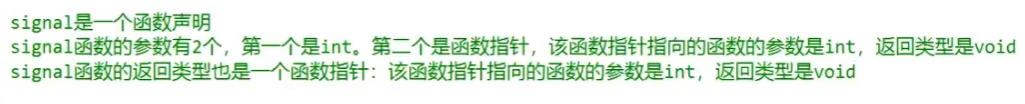 signal是一个函数声明
signal函数的参数有2个，第一个是int。第二个是函数指针，该函数指针指向的函数的参数是int，返回类型是void
signal函数的返回类型也是一个函数指针：该函数指针指向的函数的参数是int，返回类型是void